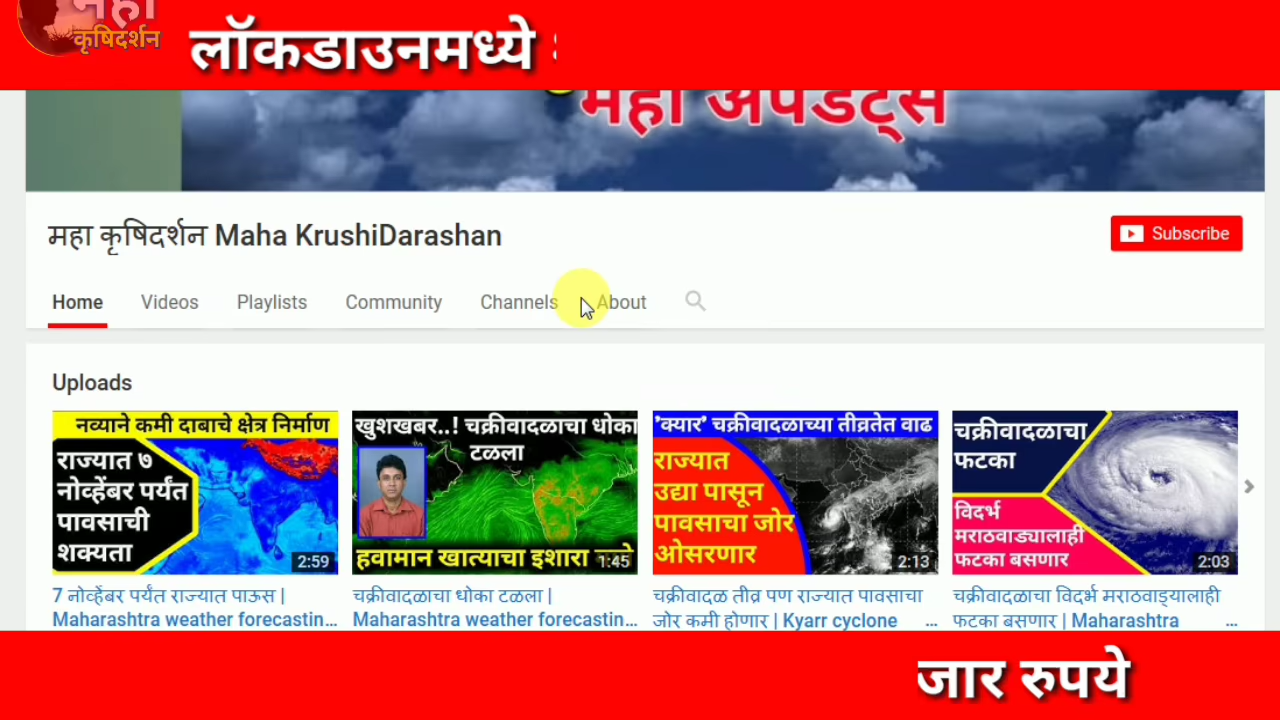 महा
कृषिदर्शन
लॉकडाउनमध्ये
महा अपडेट्स
महा कृषिदर्शन Maha KrushiDarashan
Subscribe
Home Videos Playlists Community Channels About
Uploads
नव्याने कमी दाबाचे क्षेत्र निर्माण
राज्यात ७
नोव्हेंबर पर्यंत
पावसाची
शक्यता
2:59
7 नोव्हेंबर पर्यंत राज्यात पाऊस |
Maharashtra weather forecastin...
खुशखबर..! चक्रीवादळाचा धोका
टळला
हवामान खात्याचा इशारा
1:45
चक्रीवादळाचा धोका टळला |
Maharashtra weather forecastin...
'क्यार' चक्रीवादळाच्या तीव्रतेत वाढ
राज्यात
उद्या पासून
पावसाचा जोर
ओसरणार
2:13
चक्रीवादळ तीव्र पण राज्यात पावसाचा
जोर कमी होणार | Kyarr cyclone ...
चक्रीवादळाचा
फटका
विदर्भ
मराठवाड्यालाही
फटका बसणार
2:03
चक्रीवादळाचा विदर्भ मराठवाड्यालाही
फटका बसणार | Maharashtra ...
जार रुपये